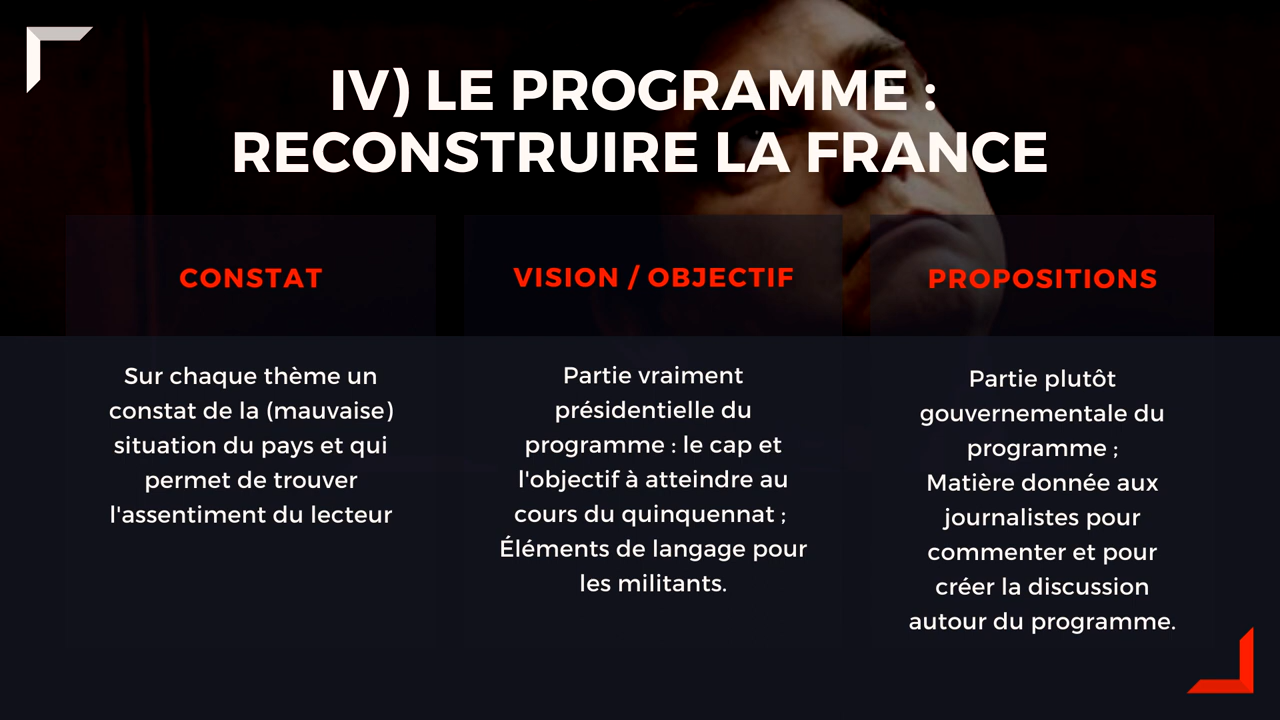 IV) LE PROGRAMME :
RECONSTRUIRE LA FRANCE
CONSTAT
Sur chaque thème un
constat de la (mauvaise)
situation du pays et qui
permet de trouver
l'assentiment du lecteur
VISION / OBJECTIF
Partie vraiment
présidentielle du
programme : le cap et
l'objectif à atteindre au
cours du quinquennat ;
Éléments de langage pour
les militants.
PROPOSITIONS
Partie plutôt
gouvernementale du
programme ;
Matière donnée aux
journalistes pour
commenter et pour
créer la discussion
autour du programme.